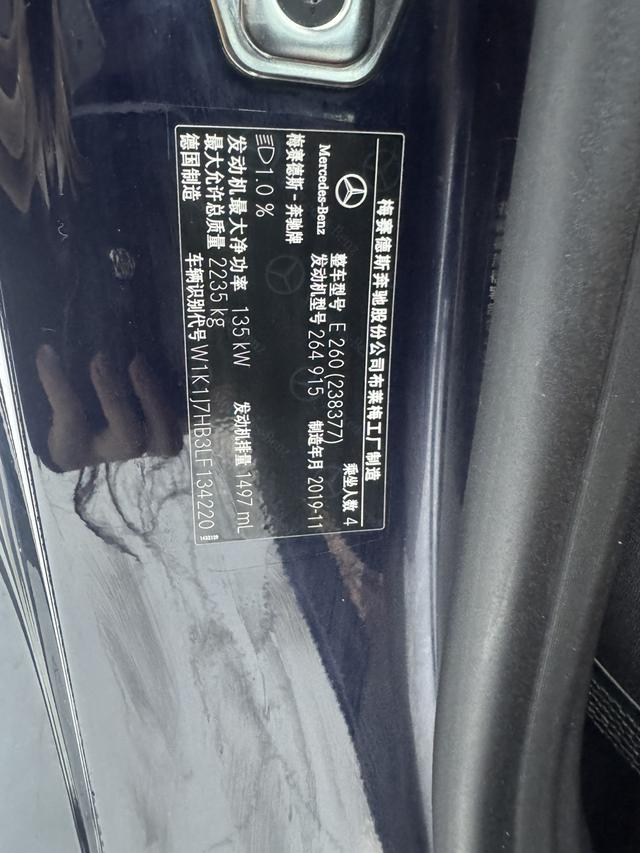 梅赛德斯奔驰股份公司布莱梅工厂制造
Mercedes-Benz
整车型号 E 260 (238377) 乘坐人数 4
发动机型号 264 915 制造年月 2019-11
梅赛德斯-奔驰牌
1.0 %
发动机最大净功率 135 kW 发动机排量 1497 mL
最大允许总质量 2235 kg
德国制造 车辆识别代号 W1K1J7HB3LF134220